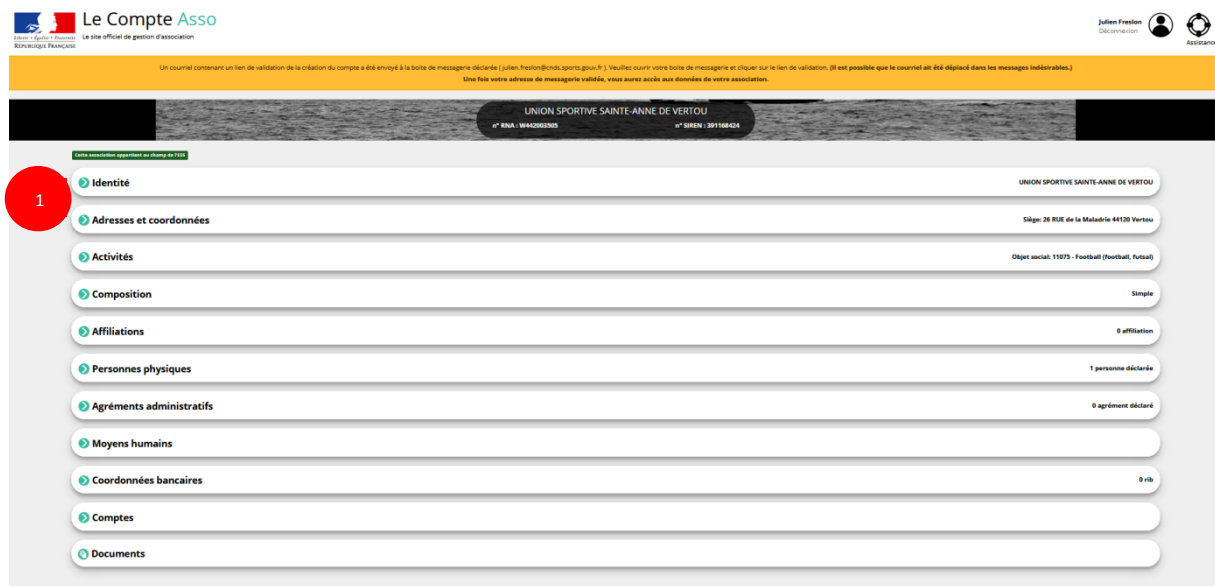 Le Compte Asso
Le site officiel de gestion d'association
Liberté • Égalité • Fraternité
RÉPUBLIQUE FRANÇAISE
Julien Freslon
Déconnexion
Assistance
Un courriel contenant un lien de validation de la création du compte a été envoyé à la boite de messagerie déclarée ( julien.freslon@cnds.sports.gouv.fr ). Veuillez ouvrir votre boite de messagerie et cliquer sur le lien de validation. (Il est possible que le courriel ait été déplacé dans les messages indésirables.)
Une fois votre adresse de messagerie validée, vous aurez accès aux données de votre association.
UNION SPORTIVE SAINTE-ANNE DE VERTOU
n° RNA : W442003505 n° SIREN : 391168424
Cette association appartient au champ de l'ESS
1
Identité UNION SPORTIVE SAINTE-ANNE DE VERTOU
Adresses et coordonnées Siège: 26 RUE de la Maladrie 44120 Vertou
Activités Objet social: 11075 - Football (football, futsal)
Composition Simple
Affiliations 0 affiliation
Personnes physiques 1 personne déclarée
Agréments administratifs 0 agrément déclaré
Moyens humains
Coordonnées bancaires 0 rib
Comptes
Documents